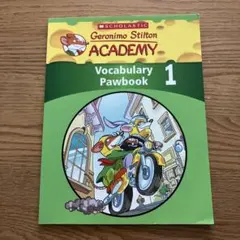 SCHOLASTIC
Geronimo Stilton
ACADEMY
Vocabulary
Pawbook 1